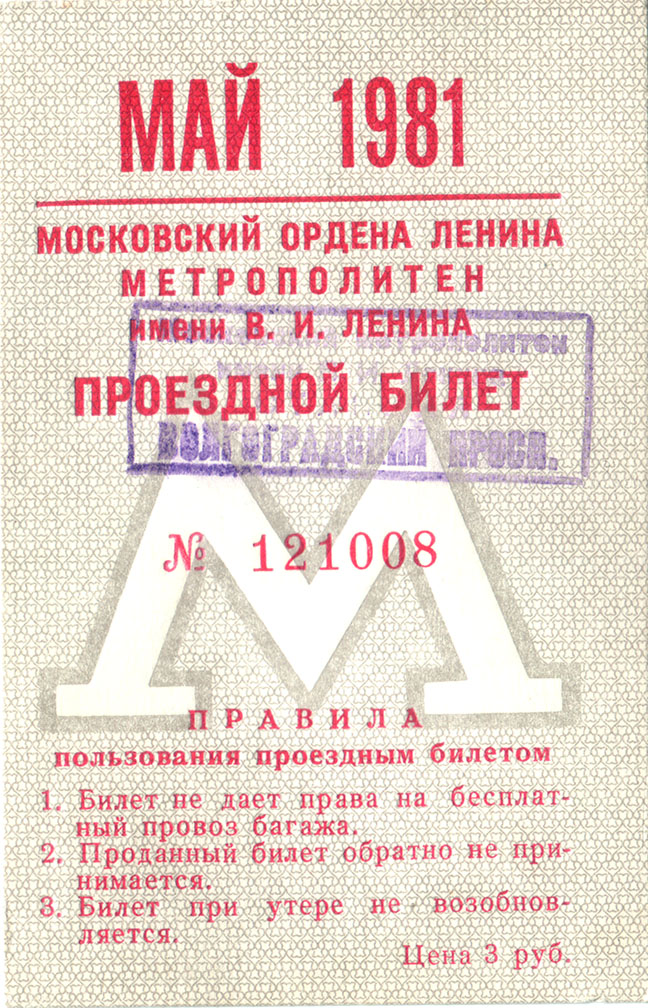 МАЙ 1981
МОСКОВСКИЙ ОРДЕНА ЛЕНИНА
МЕТРОПОЛИТЕН
имени В. И. ЛЕНИНА
метрополитен
ПРОЕЗДНОЙ БИЛЕТ
ВОЛГОГРАДСКИЙ ПРОСП.
М
№ 121008
ПРАВИЛА
пользования проездным билетом
1. Билет не дает права на бесплат-
ный провоз багажа.
2. Проданный билет обратно не при-
нимается.
3. Билет при утере не возобнов-
ляется.
Цена 3 руб.